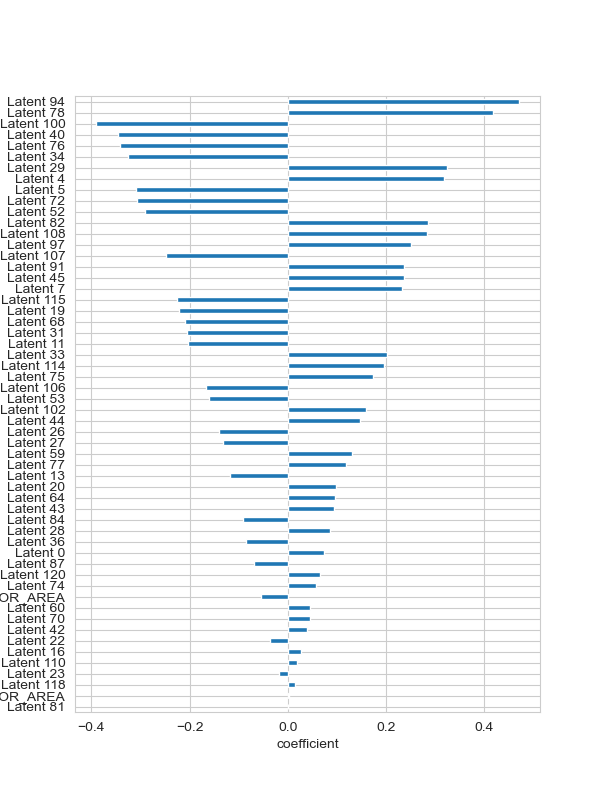 Latent 94
Latent 78
Latent 100
Latent 40
Latent 76
Latent 34
Latent 29
Latent 4
Latent 5
Latent 72
Latent 52
Latent 82
Latent 108
Latent 97
Latent 107
Latent 91
Latent 45
Latent 7
Latent 115
Latent 19
Latent 68
Latent 31
Latent 11
Latent 33
Latent 114
Latent 75
Latent 106
Latent 53
Latent 102
Latent 44
Latent 26
Latent 27
Latent 59
Latent 77
Latent 13
Latent 20
Latent 64
Latent 43
Latent 84
Latent 28
Latent 36
Latent 0
Latent 87
Latent 120
Latent 74
OR_AREA
Latent 60
Latent 70
Latent 42
Latent 22
Latent 16
Latent 110
Latent 23
Latent 118
OR_AREA
Latent 81
−0.4 −0.2 0.0 0.2 0.4
coefficient